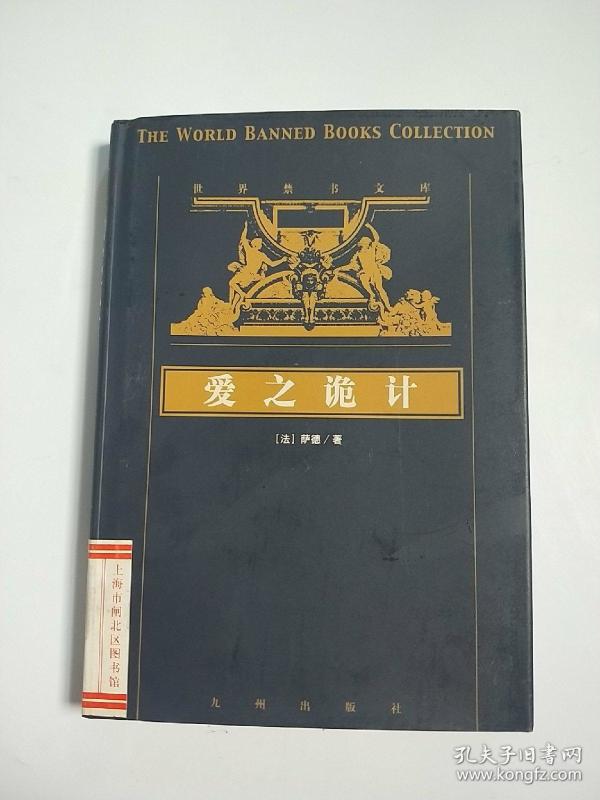 THE WORLD BANNED BOOKS COLLECTION
世界禁书文库
爱之诡计
[法] 萨德/著
上海市闸北区图书馆
九州出版社
孔夫子旧书网
www.kongfz.com